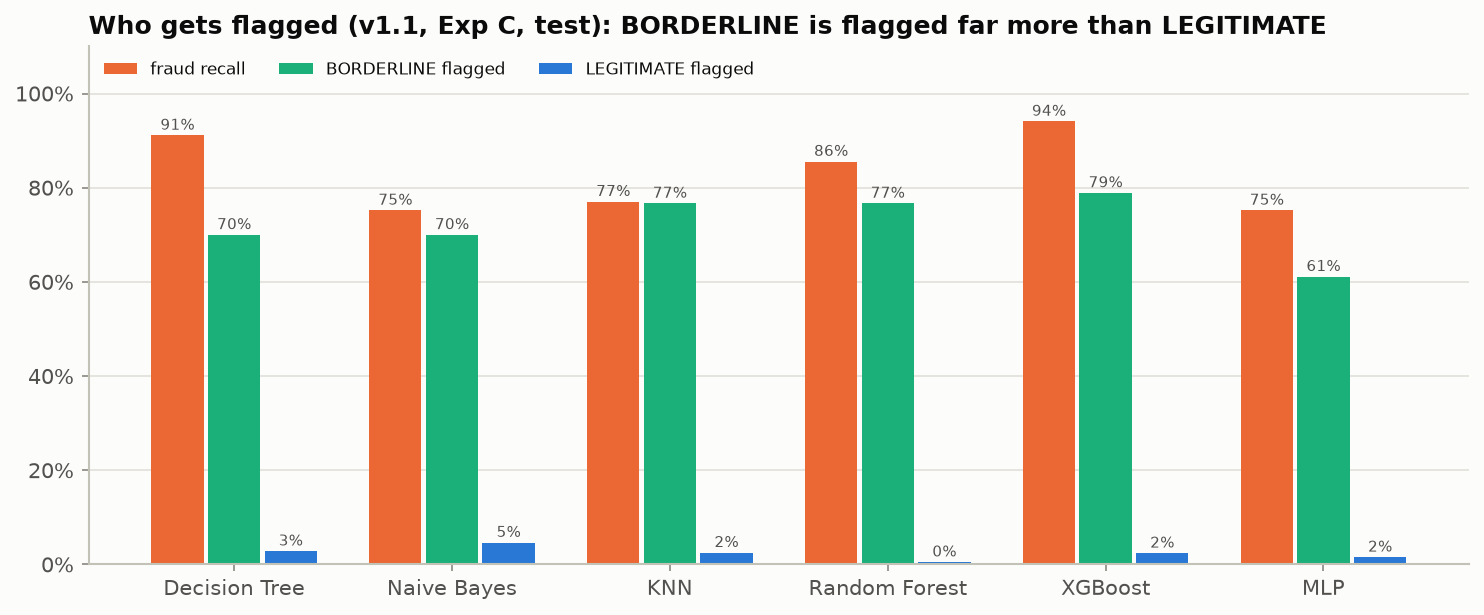 Who gets flagged (v1.1, Exp C, test): BORDERLINE is flagged far more than LEGITIMATE
fraud recall BORDERLINE flagged LEGITIMATE flagged
100%
80%
60%
40%
20%
0%
91% 70% 3%
75% 70% 5%
77% 77% 2%
86% 77% 0%
94% 79% 2%
75% 61% 2%
Decision Tree Naive Bayes KNN Random Forest XGBoost MLP